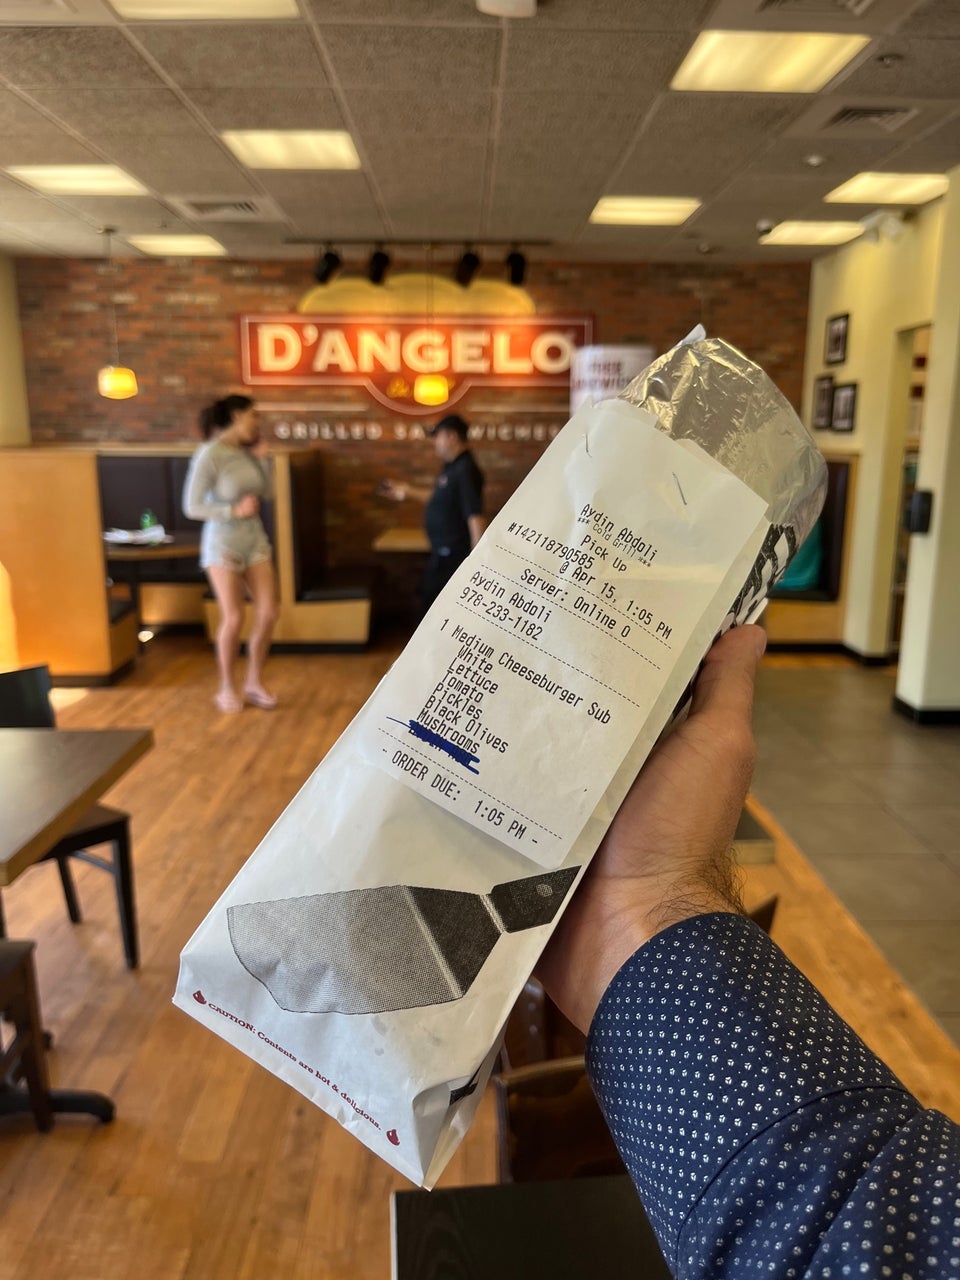 D'ANGELO
GRILLED SANDWICHES
Aydin Abdoli
*** Cold Grill ***
Pick Up
#142118790585
@ Apr 15, 1:05 PM
Server: Online O
Aydin Abdoli
978-233-1182
1 Medium Cheeseburger Sub
White
Lettuce
Tomato
Pickles
Black Olives
Mushrooms
- ORDER DUE: 1:05 PM -
CAUTION: Contents are hot & delicious.